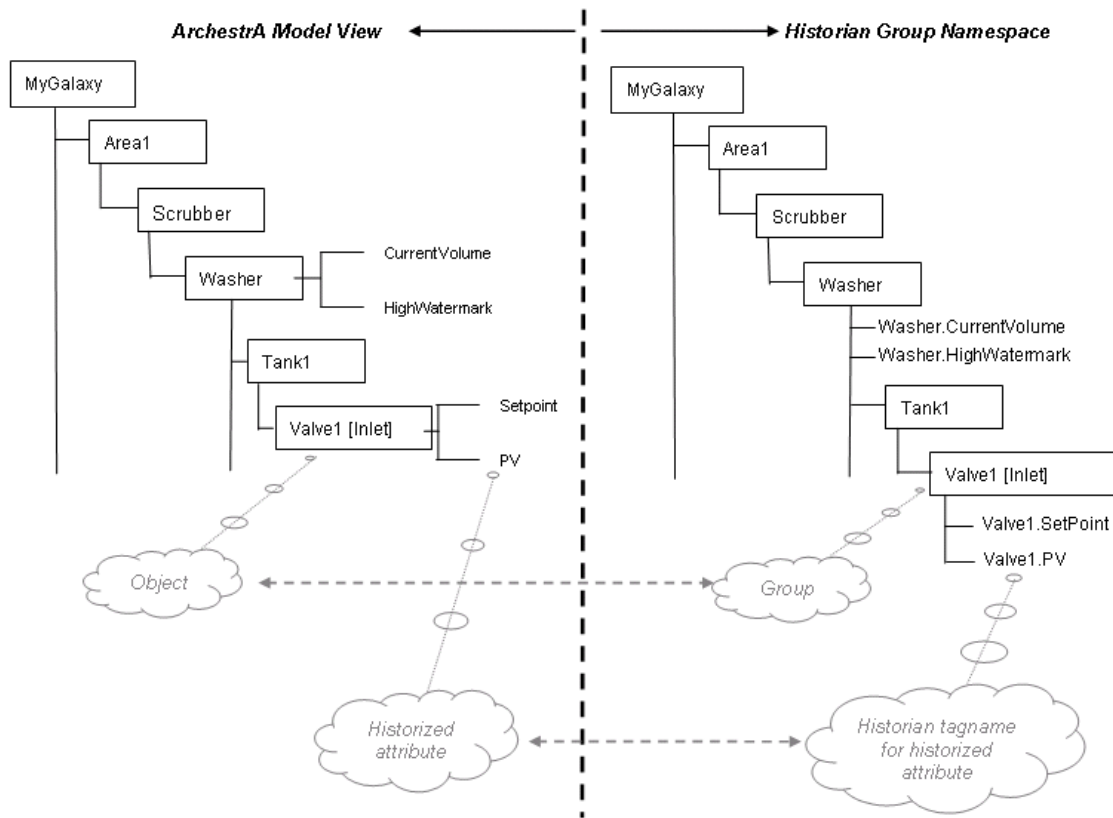 ArchestrA Model View
Historian Group Namespace
MyGalaxy
Area1
Scrubber
Washer
CurrentVolume
HighWatermark
Tank1
Valve1 [Inlet]
Setpoint
PV
Object
Historized
attribute
MyGalaxy
Area1
Scrubber
Washer
Washer.CurrentVolume
Washer.HighWatermark
Tank1
Valve1 [Inlet]
Valve1.SetPoint
Valve1.PV
Group
Historian tagname
for historized
attribute